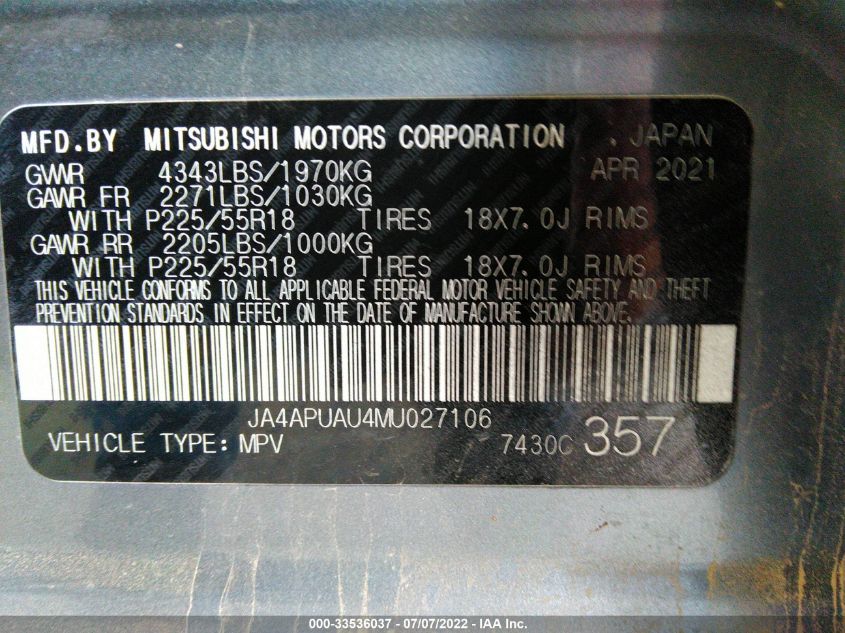 MFD.BY MITSUBISHI MOTORS CORPORATION . JAPAN
GVWR 4343LBS/1970KG APR 2021
GAWR FR 2271LBS/1030KG
WITH P225/55R18 TIRES 18X7.0J RIMS
GAWR RR 2205LBS/1000KG
WITH P225/55R18 TIRES 18X7.0J RIMS
THIS VEHICLE CONFORMS TO ALL APPLICABLE FEDERAL MOTOR VEHICLE SAFETY AND THEFT
PREVENTION STANDARDS IN EFFECT ON THE DATE OF MANUFACTURE SHOWN ABOVE.
JA4APUAU4MU027106
VEHICLE TYPE: MPV 7430C 357
000-33536037 - 07/07/2022 - IAA Inc.